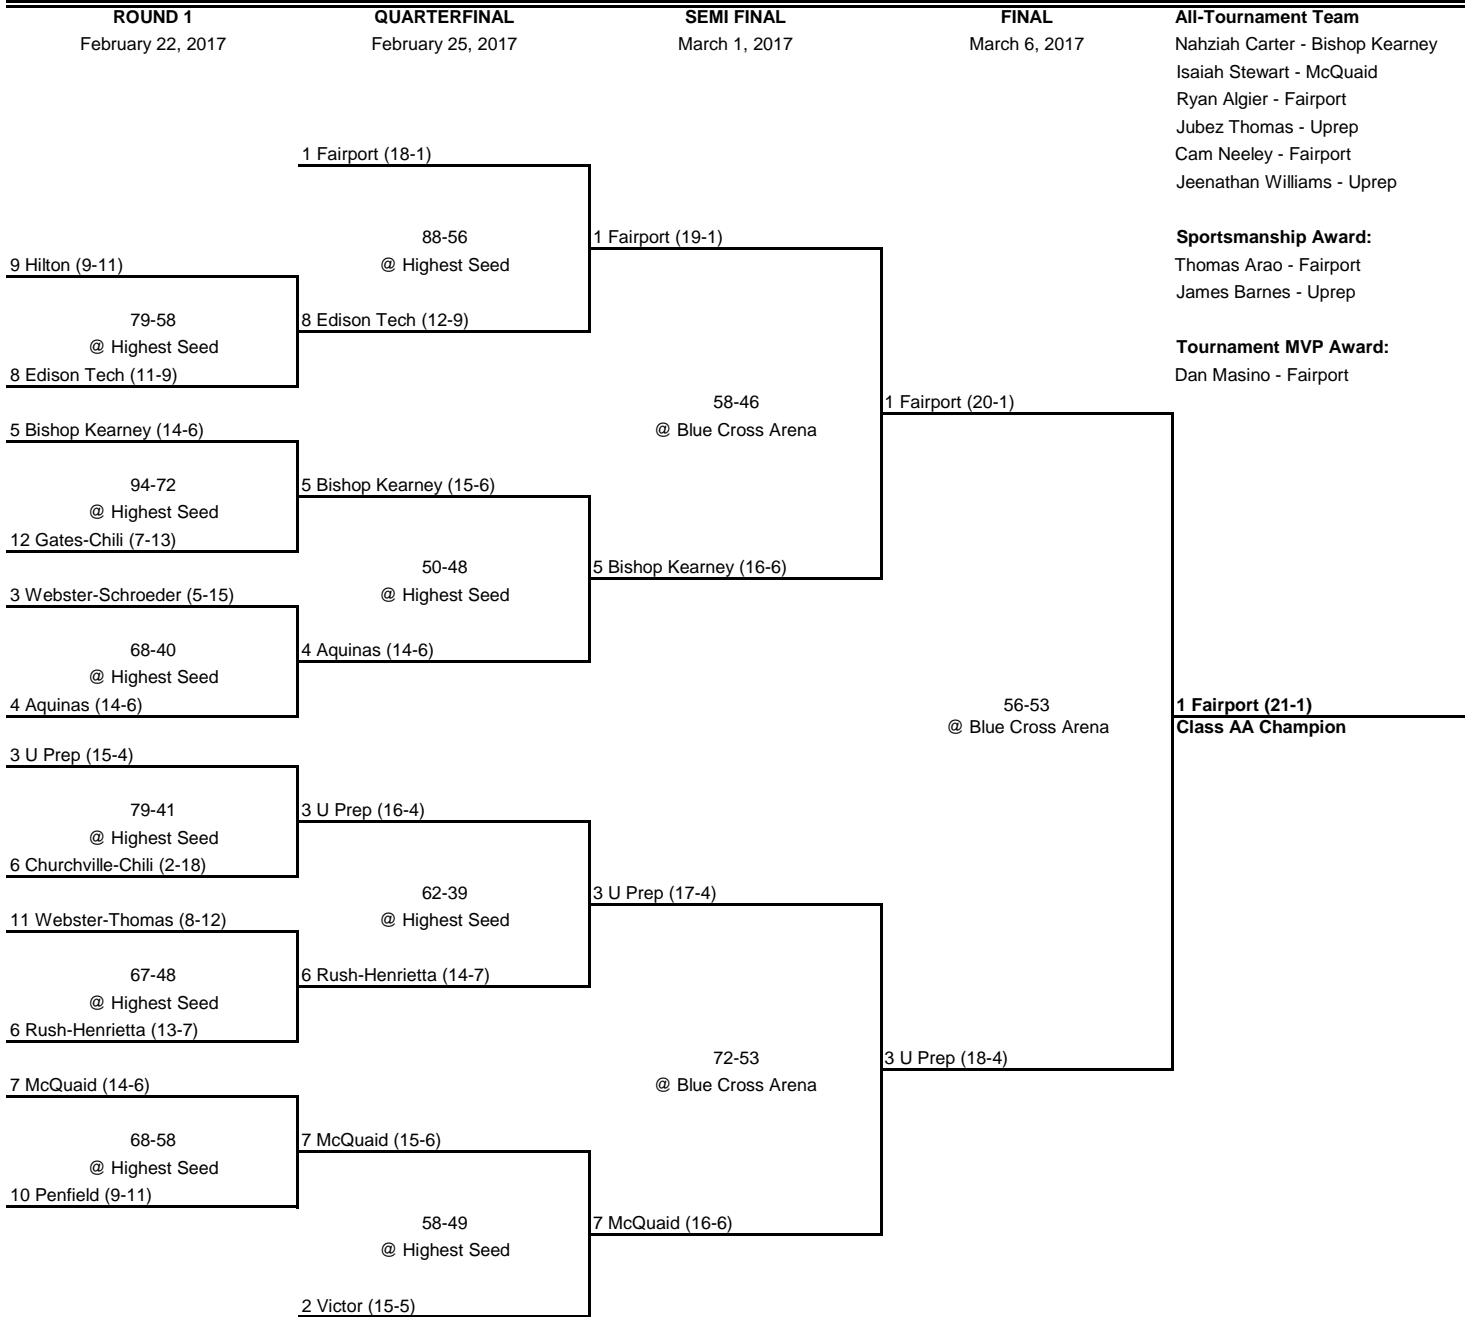 ROUND 1
February 22, 2017
QUARTERFINAL
February 25, 2017
SEMI FINAL
March 1, 2017
FINAL
March 6, 2017
All-Tournament Team
Nahziah Carter - Bishop Kearney
Isaiah Stewart - McQuaid
Ryan Algier - Fairport
Jubez Thomas - Uprep
Cam Neeley - Fairport
Jeenathan Williams - Uprep
Sportsmanship Award:
Thomas Arao - Fairport
James Barnes - Uprep
Tournament MVP Award:
Dan Masino - Fairport
9 Hilton (9-11)
79-58
@ Highest Seed
8 Edison Tech (11-9)
5 Bishop Kearney (14-6)
94-72
@ Highest Seed
12 Gates-Chili (7-13)
3 Webster-Schroeder (5-15)
68-40
@ Highest Seed
4 Aquinas (14-6)
3 U Prep (15-4)
79-41
@ Highest Seed
6 Churchville-Chili (2-18)
11 Webster-Thomas (8-12)
67-48
@ Highest Seed
6 Rush-Henrietta (13-7)
7 McQuaid (14-6)
68-58
@ Highest Seed
10 Penfield (9-11)
1 Fairport (18-1)
88-56
@ Highest Seed
8 Edison Tech (12-9)
5 Bishop Kearney (15-6)
50-48
@ Highest Seed
4 Aquinas (14-6)
3 U Prep (16-4)
62-39
@ Highest Seed
6 Rush-Henrietta (14-7)
7 McQuaid (15-6)
58-49
@ Highest Seed
2 Victor (15-5)
1 Fairport (19-1)
58-46
@ Blue Cross Arena
5 Bishop Kearney (16-6)
3 U Prep (17-4)
72-53
@ Blue Cross Arena
7 McQuaid (16-6)
1 Fairport (20-1)
56-53
@ Blue Cross Arena
3 U Prep (18-4)
1 Fairport (21-1)
Class AA Champion